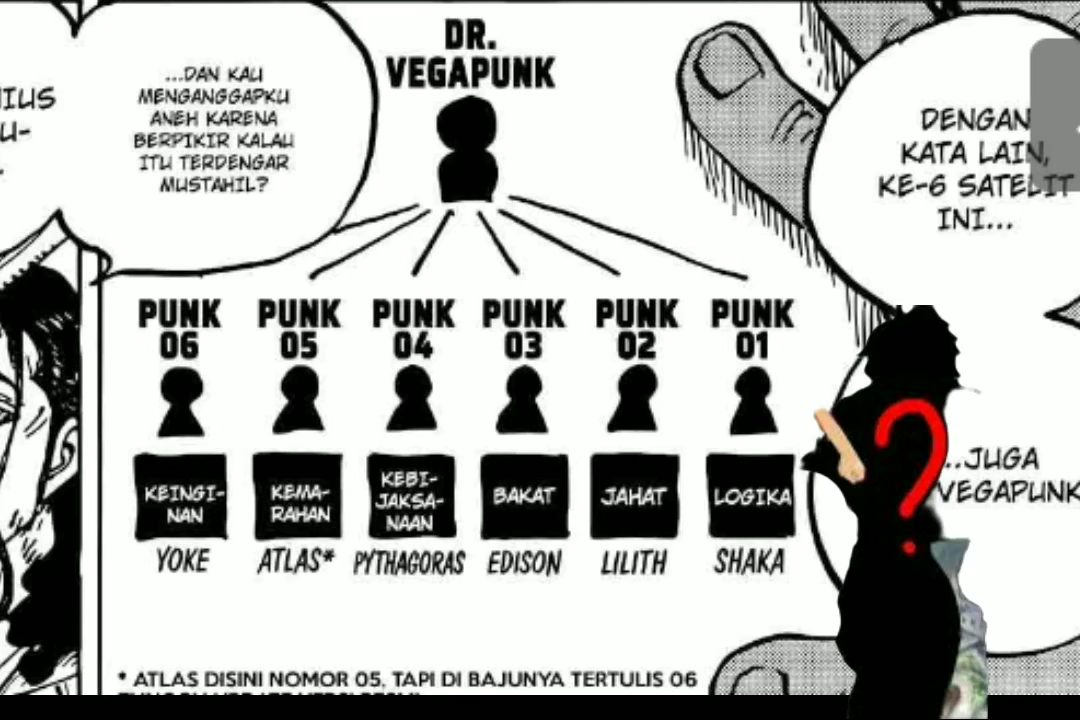 DR.
VEGAPUNK
...DAN KAU
MENGANGGAPKU
ANEH KARENA
BERPIKIR KALAU
ITU TERDENGAR
MUSTAHIL?
DENGAN
KATA LAIN,
KE-6 SATELIT
INI...
PUNK
06
PUNK
05
PUNK
04
PUNK
03
PUNK
02
PUNK
01
KEINGI-
NAN
KEMA-
RAHAN
KEBI-
JAKSA-
NAAN
BAKAT
JAHAT
LOGIKA
YOKE
ATLAS*
PYTHAGORAS
EDISON
LILITH
SHAKA
?
...JUGA
VEGAPUNK
* ATLAS DISINI NOMOR 05, TAPI DI BAJUNYA TERTULIS 06